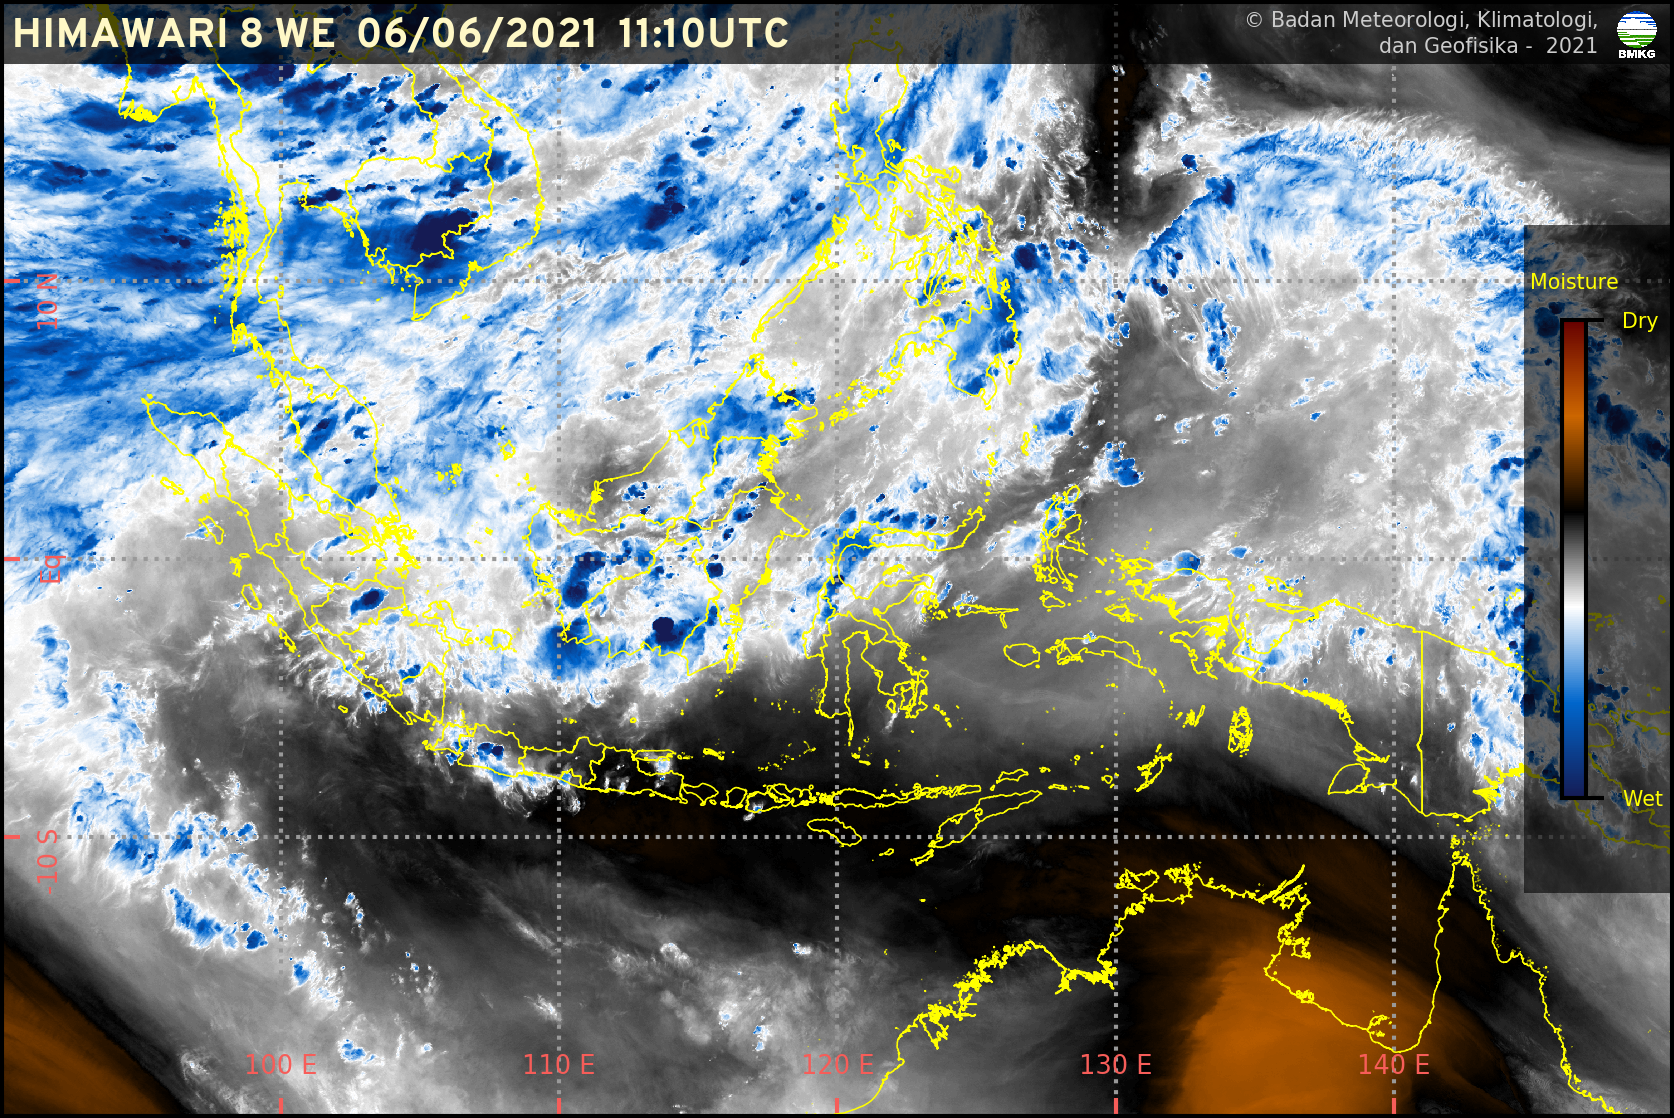 HIMAWARI 8 WE 06/06/2021 11:10UTC
© Badan Meteorologi, Klimatologi,
dan Geofisika - 2021
BMKG
10 N
Moisture
Dry
Eq
Wet
-10 S
100 E
110 E
120 E
130 E
140 E